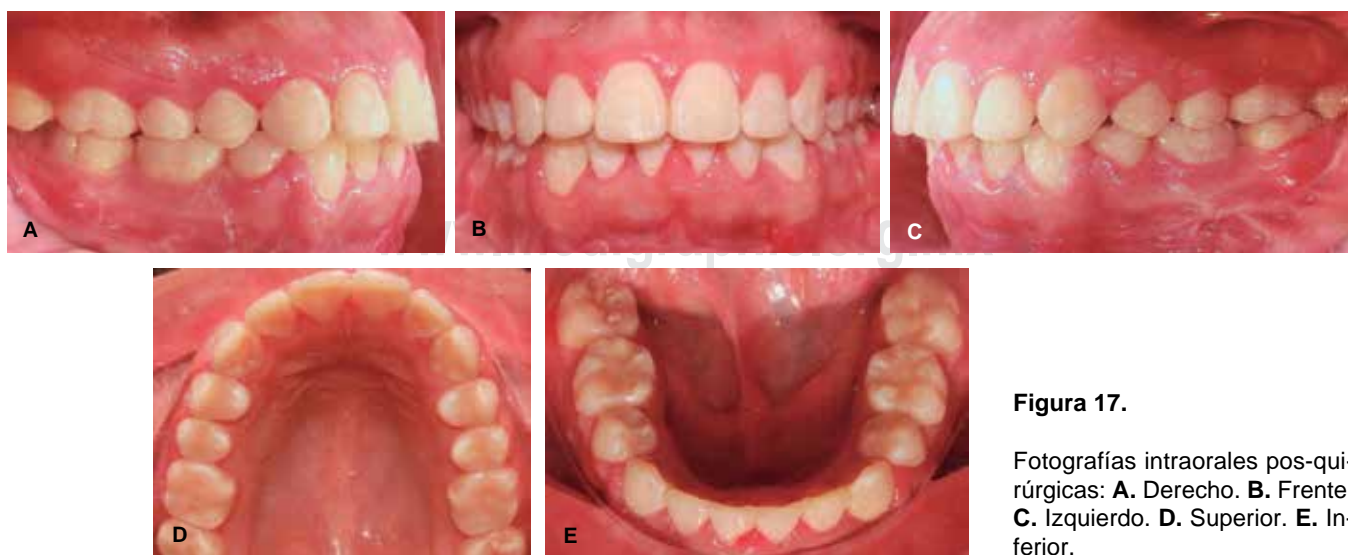 A
B
C
D
E
Figura 17.
Fotografías intraorales pos-qui-
rúrgicas: A. Derecho. B. Frente.
C. Izquierdo. D. Superior. E. In-
ferior.